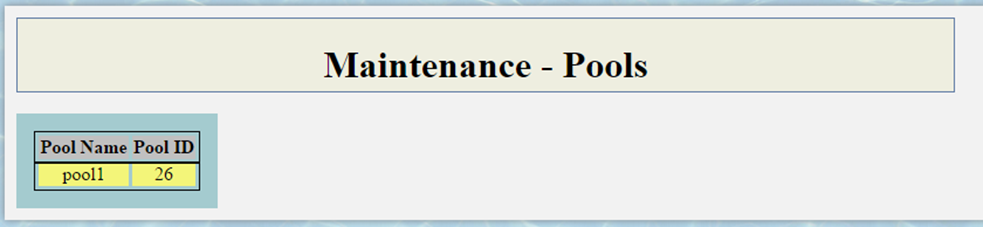 Maintenance - Pools
Pool Name Pool ID
pool1 26